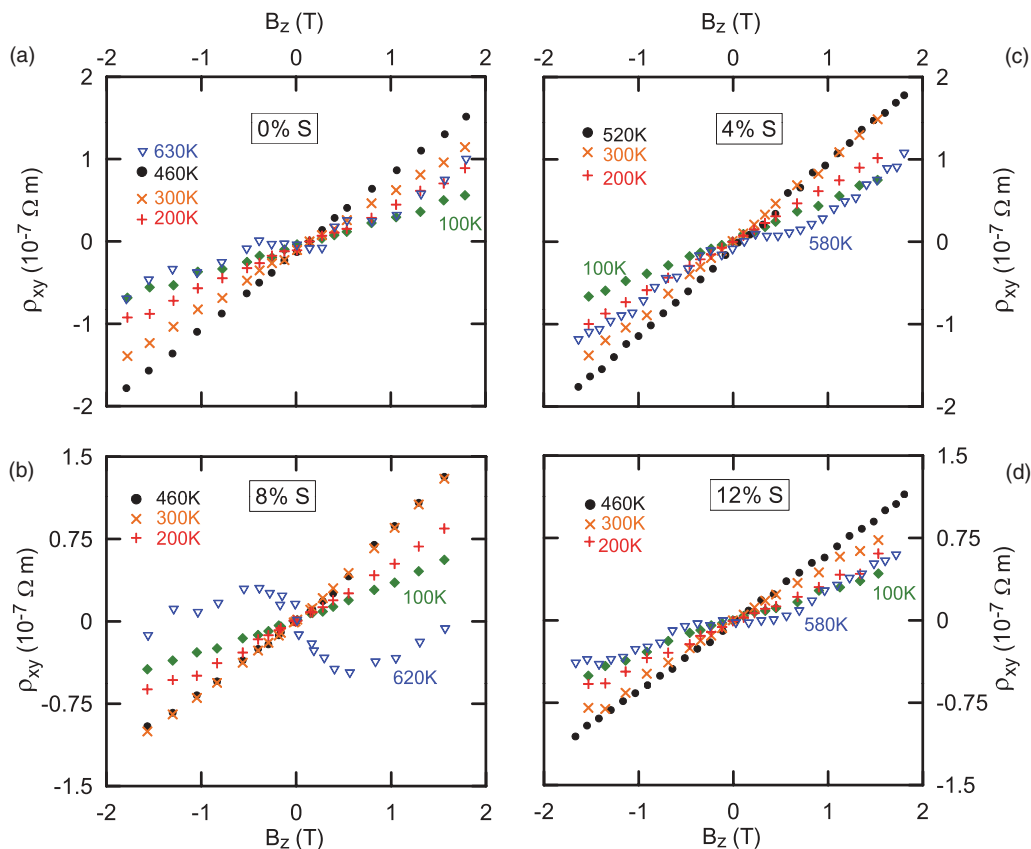 B_z (T)
-2 -1 0 1 2
(a)
2
1
0
-1
-2
ρ_xy (10^-7 Ω m)
0% S
630K
460K
300K
200K
100K
B_z (T)
-2 -1 0 1 2
(c)
2
1
0
-1
-2
ρ_xy (10^-7 Ω m)
4% S
520K
300K
200K
100K
580K
(b)
1.5
0.75
0
-0.75
-1.5
ρ_xy (10^-7 Ω m)
8% S
460K
300K
200K
100K
620K
-2 -1 0 1 2
B_z (T)
(d)
1.5
0.75
0
-0.75
-1.5
ρ_xy (10^-7 Ω m)
12% S
460K
300K
200K
100K
580K
-2 -1 0 1 2
B_z (T)